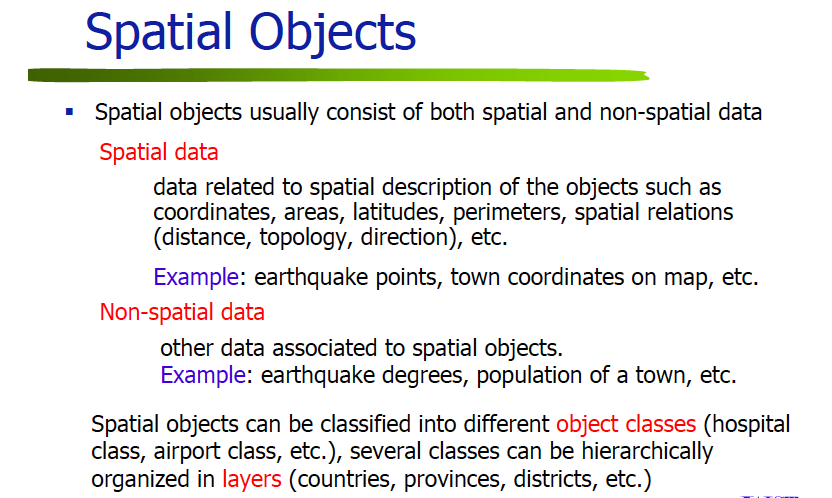 Spatial Objects
▪ Spatial objects usually consist of both spatial and non-spatial data
Spatial data
data related to spatial description of the objects such as
coordinates, areas, latitudes, perimeters, spatial relations
(distance, topology, direction), etc.
Example: earthquake points, town coordinates on map, etc.
Non-spatial data
other data associated to spatial objects.
Example: earthquake degrees, population of a town, etc.
Spatial objects can be classified into different object classes (hospital
class, airport class, etc.), several classes can be hierarchically
organized in layers (countries, provinces, districts, etc.)